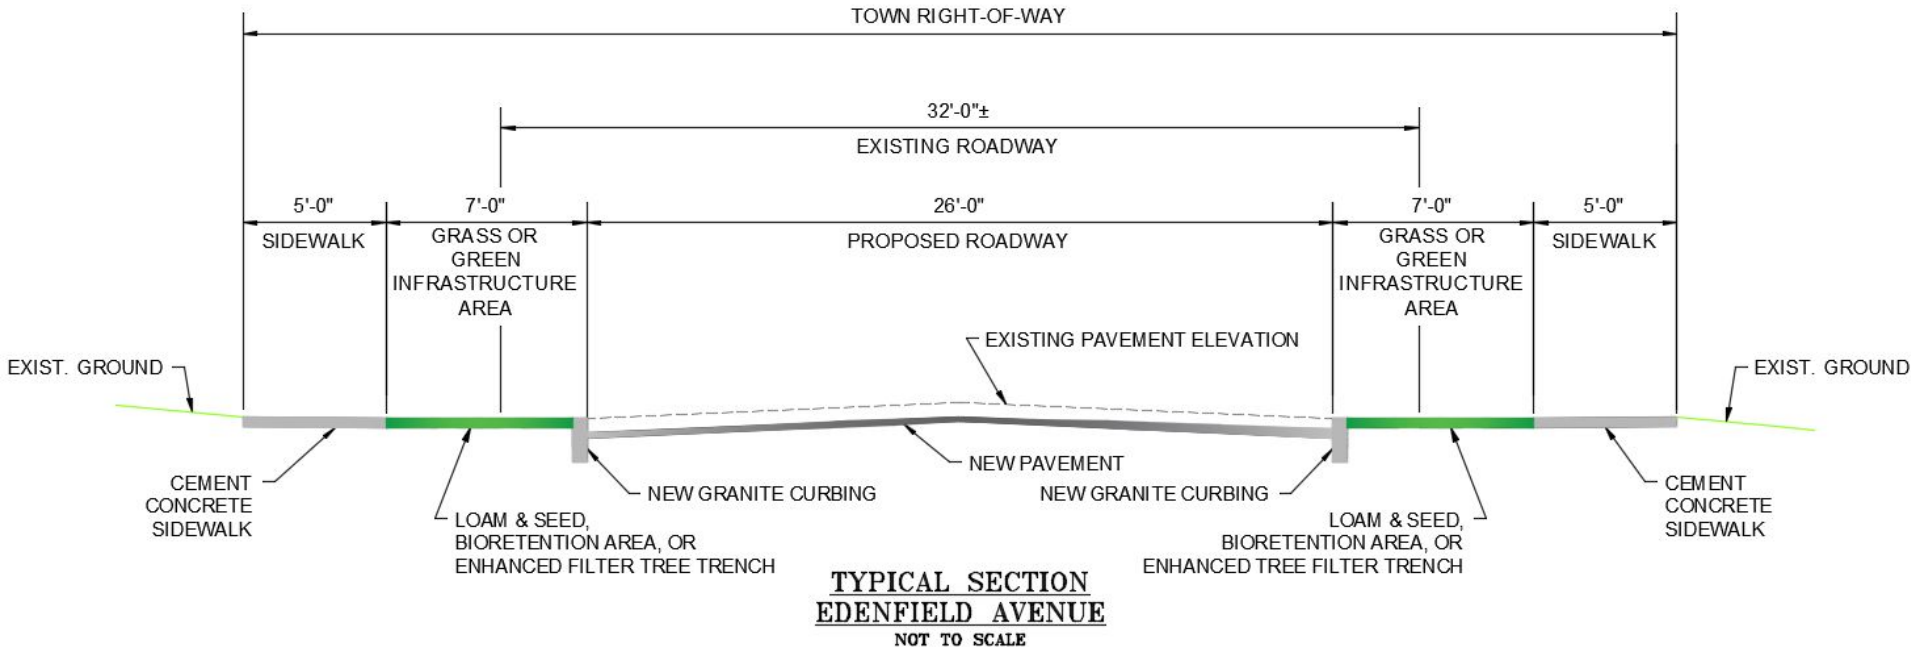 TOWN RIGHT-OF-WAY
32'-0"±
EXISTING ROADWAY
5'-0"
SIDEWALK
7'-0"
GRASS OR
GREEN
INFRASTRUCTURE
AREA
26'-0"
PROPOSED ROADWAY
7'-0"
GRASS OR
GREEN
INFRASTRUCTURE
AREA
5'-0"
SIDEWALK
EXISTING PAVEMENT ELEVATION
EXIST. GROUND
EXIST. GROUND
CEMENT
CONCRETE
SIDEWALK
NEW GRANITE CURBING
LOAM & SEED,
BIORETENTION AREA, OR
ENHANCED FILTER TREE TRENCH
NEW PAVEMENT
NEW GRANITE CURBING
LOAM & SEED,
BIORETENTION AREA, OR
ENHANCED TREE FILTER TRENCH
CEMENT
CONCRETE
SIDEWALK
TYPICAL SECTION
EDENFIELD AVENUE
NOT TO SCALE